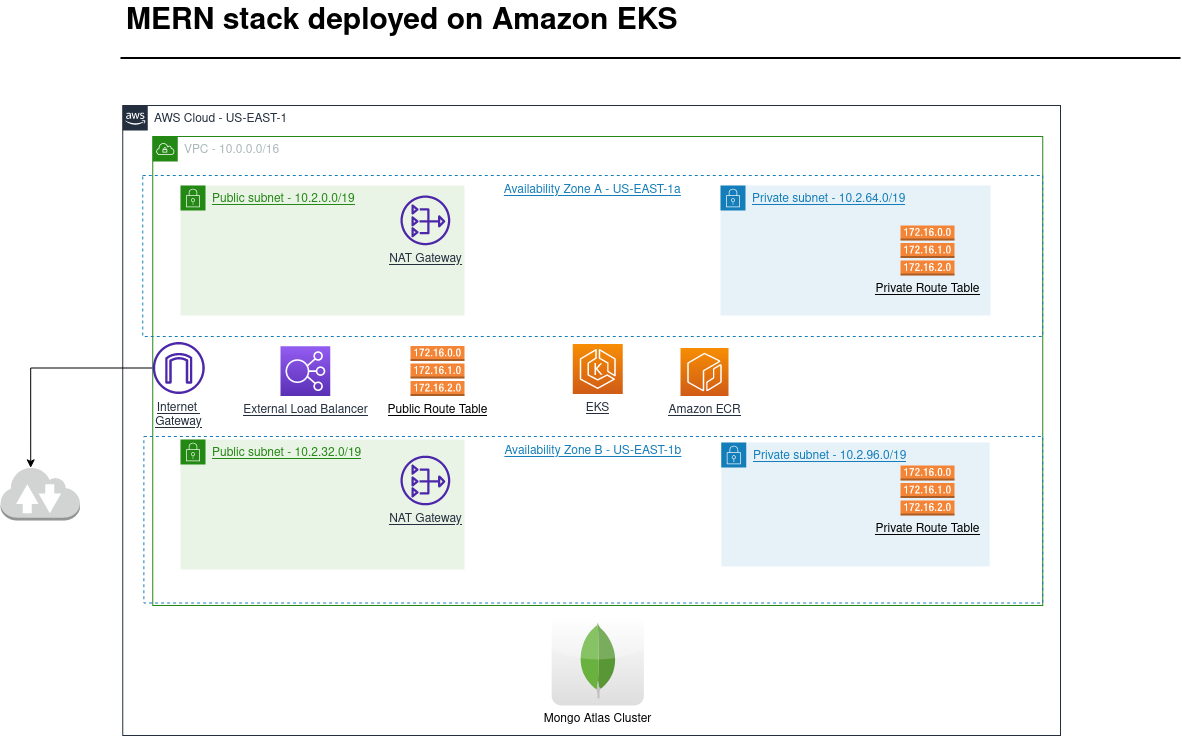 MERN stack deployed on Amazon EKS
aws
AWS Cloud - US-EAST-1
VPC - 10.0.0.0/16
Public subnet - 10.2.0.0/19
NAT Gateway
Availability Zone A - US-EAST-1a
Private subnet - 10.2.64.0/19
172.16.0.0
172.16.1.0
172.16.2.0
Private Route Table
Internet
Gateway
External Load Balancer
172.16.0.0
172.16.1.0
172.16.2.0
Public Route Table
K
EKS
Amazon ECR
Public subnet - 10.2.32.0/19
NAT Gateway
Availability Zone B - US-EAST-1b
Private subnet - 10.2.96.0/19
172.16.0.0
172.16.1.0
172.16.2.0
Private Route Table
Mongo Atlas Cluster